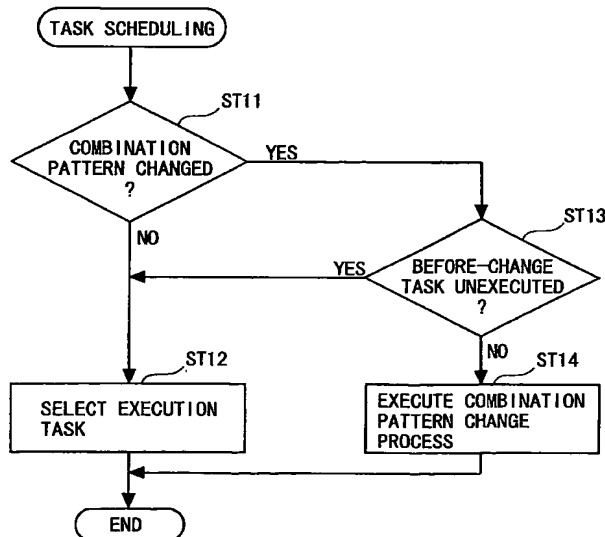 TASK SCHEDULING
ST11
COMBINATION
PATTERN CHANGED
?
YES
NO
ST13
BEFORE-CHANGE
TASK UNEXECUTED
?
YES
NO
ST12
SELECT EXECUTION
TASK
ST14
EXECUTE COMBINATION
PATTERN CHANGE
PROCESS
END